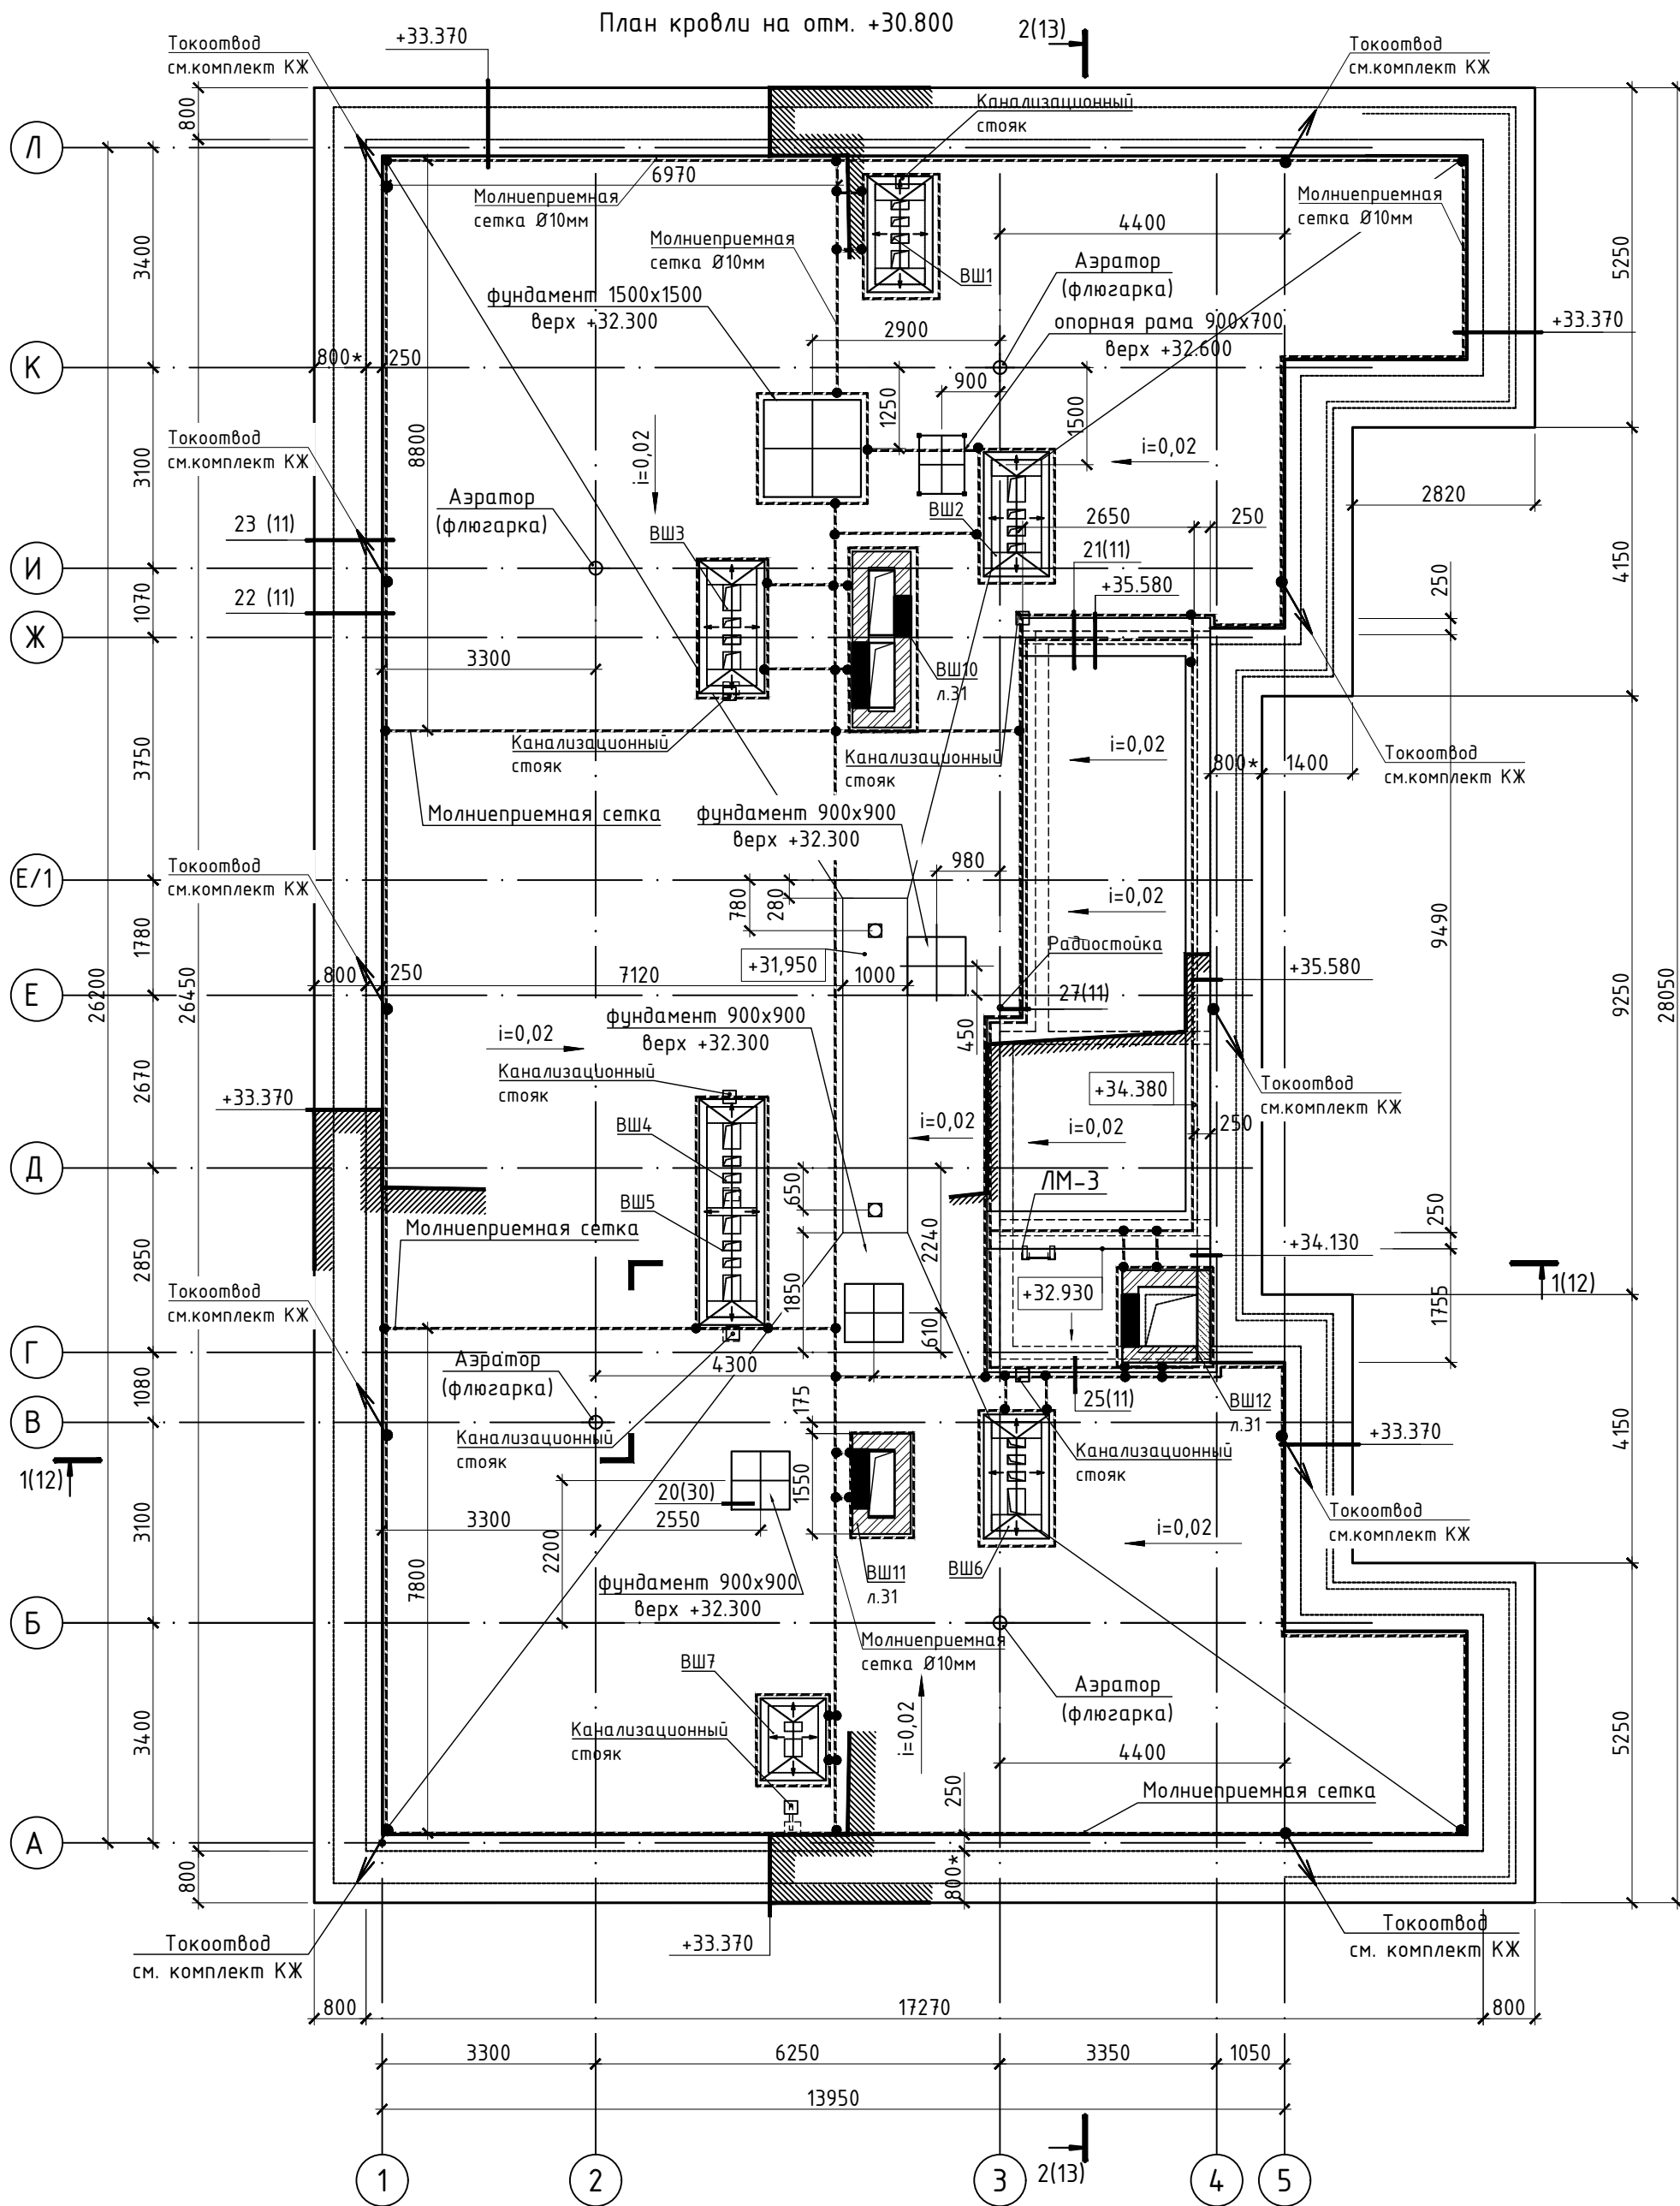 План кровли на отм. +30.800
2(13)
+33.370
Токоотвод
см.комплект КЖ
Токоотвод
см.комплект КЖ
800
Канализационный
стояк
Л
6970
Молниеприемная
сетка Ø10мм
Молниеприемная
сетка Ø10мм
Молниеприемная
сетка Ø10мм
4400
3400
5250
ВШ1
Аэратор
(флюгарка)
фундамент 1500х1500
верх +32.300
опорная рама 900х700
верх +32.600
2900
+33.370
К
800*
250
900
1250
1500
Токоотвод
см.комплект КЖ
8800
i=0,02
i=0,02
3100
Аэратор
(флюгарка)
2820
23 (11)
ВШ3
ВШ2
2650
250
21(11)
+35.580
И
4150
250
22 (11)
1070
Ж
3300
ВШ10
л.31
Канализационный
стояк
Канализационный
стояк
i=0,02
800*
1400
Токоотвод
см.комплект КЖ
3750
Молниеприемная сетка
фундамент 900х900
верх +32.300
Токоотвод
см.комплект КЖ
Е/1
980
780
280
i=0,02
9490
1780
Радиостойка
+31,950
+35.580
800
250
7120
1000
Е
27(11)
26200
26450
9250
28050
фундамент 900х900
верх +32.300
450
i=0,02
Канализационный
стояк
+34.380
Токоотвод
см.комплект КЖ
2670
+33.370
ВШ4
i=0,02
i=0,02
250
Д
650
ЛМ-3
ВШ5
Молниеприемная сетка
2240
250
+34.130
2850
Токоотвод
см.комплект КЖ
1850
+32.930
1755
1(12)
610
Г
Аэратор
(флюгарка)
4300
1080
175
25(11)
ВШ12
л.31
В
Канализационный
стояк
Канализационный
стояк
+33.370
4150
1(12)
20(30)
1550
3300
2550
2200
i=0,02
Токоотвод
см.комплект КЖ
3100
7800
фундамент 900х900
верх +32.300
ВШ11
л.31
ВШ6
Б
Молниеприемная
сетка Ø10мм
ВШ7
Аэратор
(флюгарка)
Канализационный
стояк
i=0,02
3400
5250
4400
250
Молниеприемная сетка
А
800
800*
Токоотвод
см. комплект КЖ
+33.370
Токоотвод
см. комплект КЖ
800
17270
800
3300
6250
3350
1050
13950
1
2
3
2(13)
4
5